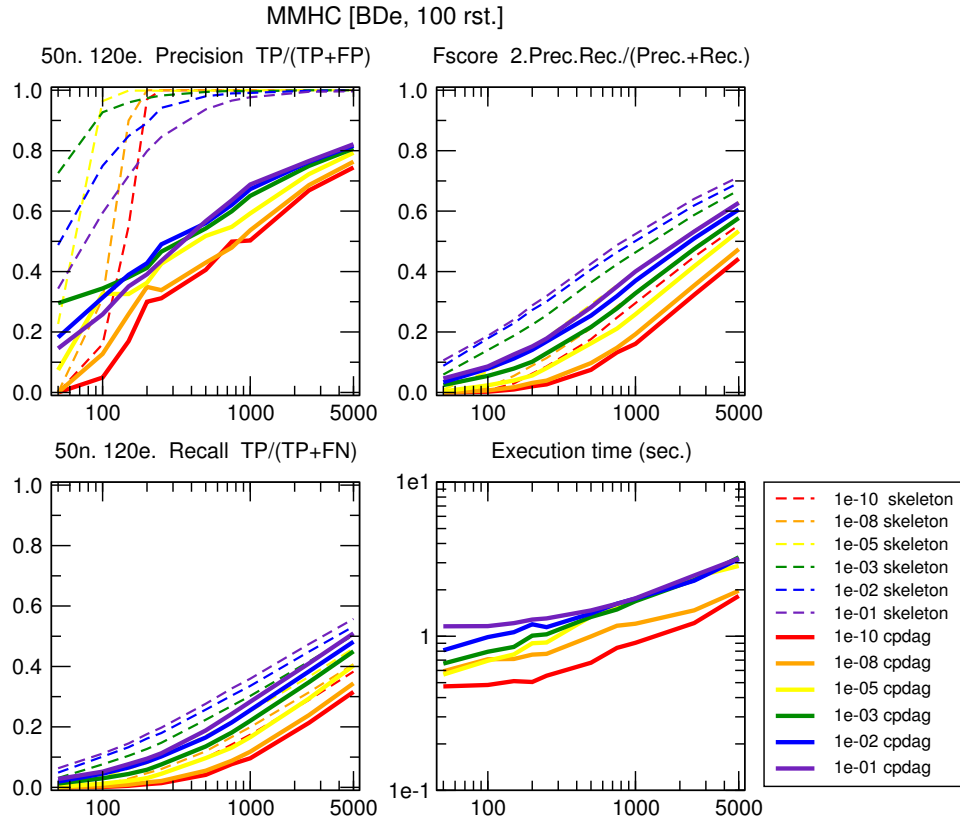 MMHC [BDe, 100 rst.]
50n. 120e. Precision TP/(TP+FP)
1.0
0.8
0.6
0.4
0.2
0.0
100
1000
5000
Fscore 2.Prec.Rec./(Prec.+Rec.)
1.0
0.8
0.6
0.4
0.2
0.0
100
1000
5000
50n. 120e. Recall TP/(TP+FN)
1.0
0.8
0.6
0.4
0.2
0.0
100
1000
5000
Execution time (sec.)
1e1
1e0
1e-1
100
1000
5000
1e-10 skeleton
1e-08 skeleton
1e-05 skeleton
1e-03 skeleton
1e-02 skeleton
1e-01 skeleton
1e-10 cpdag
1e-08 cpdag
1e-05 cpdag
1e-03 cpdag
1e-02 cpdag
1e-01 cpdag